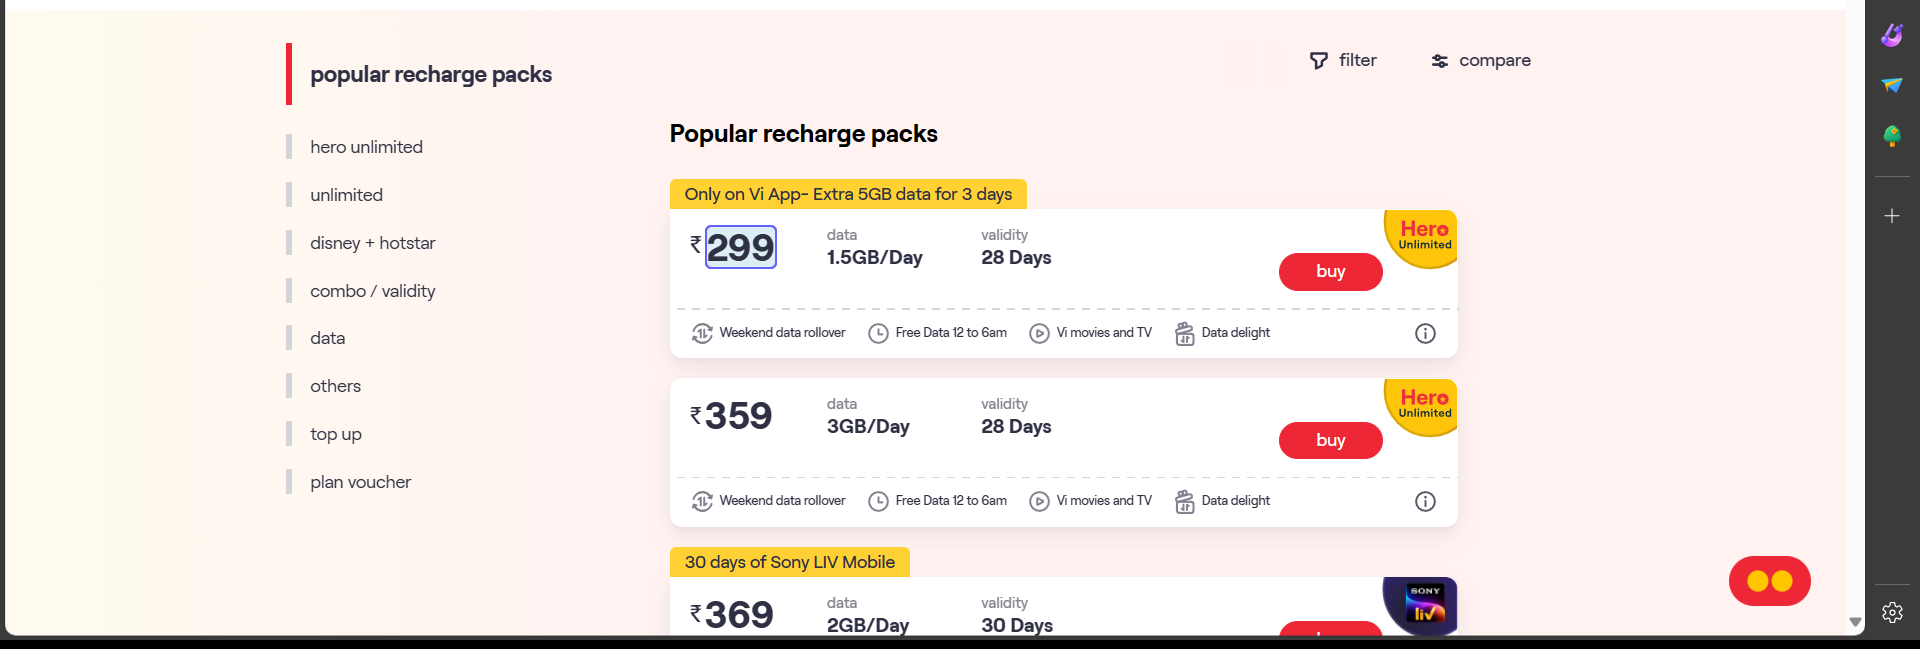 popular recharge packs
hero unlimited
unlimited
disney + hotstar
combo / validity
data
others
top up
plan voucher
filter
compare
Popular recharge packs
Only on Vi App- Extra 5GB data for 3 days
₹299
data
1.5GB/Day
validity
28 Days
buy
Hero
Unlimited
Weekend data rollover
Free Data 12 to 6am
Vi movies and TV
Data delight
₹359
data
3GB/Day
validity
28 Days
buy
Hero
Unlimited
Weekend data rollover
Free Data 12 to 6am
Vi movies and TV
Data delight
30 days of Sony LIV Mobile
₹369
data
2GB/Day
validity
30 Days
SONY
liv